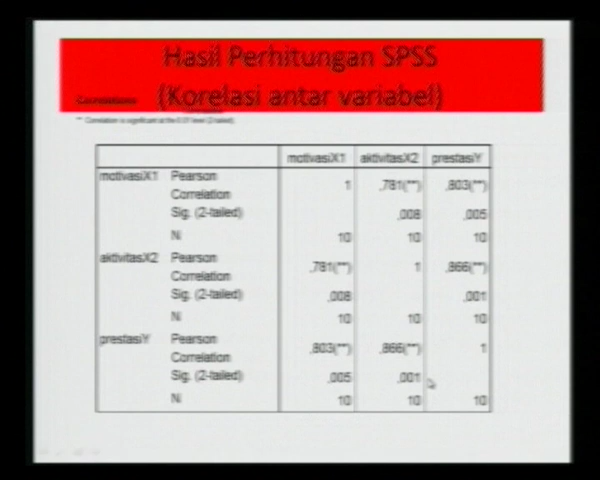 Hasil Perhitungan SPSS
(Korelasi antar variabel)
Correlations
** Correlation is significant at the 0.01 level (2-tailed).
motivasiX1 aktivitasX2 prestasiY
motivasiX1 Pearson Correlation 1 ,781(**) ,803(**)
Sig. (2-tailed) ,008 ,005
N 10 10 10
aktivitasX2 Pearson Correlation ,781(**) 1 ,866(**)
Sig. (2-tailed) ,008 ,001
N 10 10 10
prestasiY Pearson Correlation ,803(**) ,866(**) 1
Sig. (2-tailed) ,005 ,001
N 10 10 10